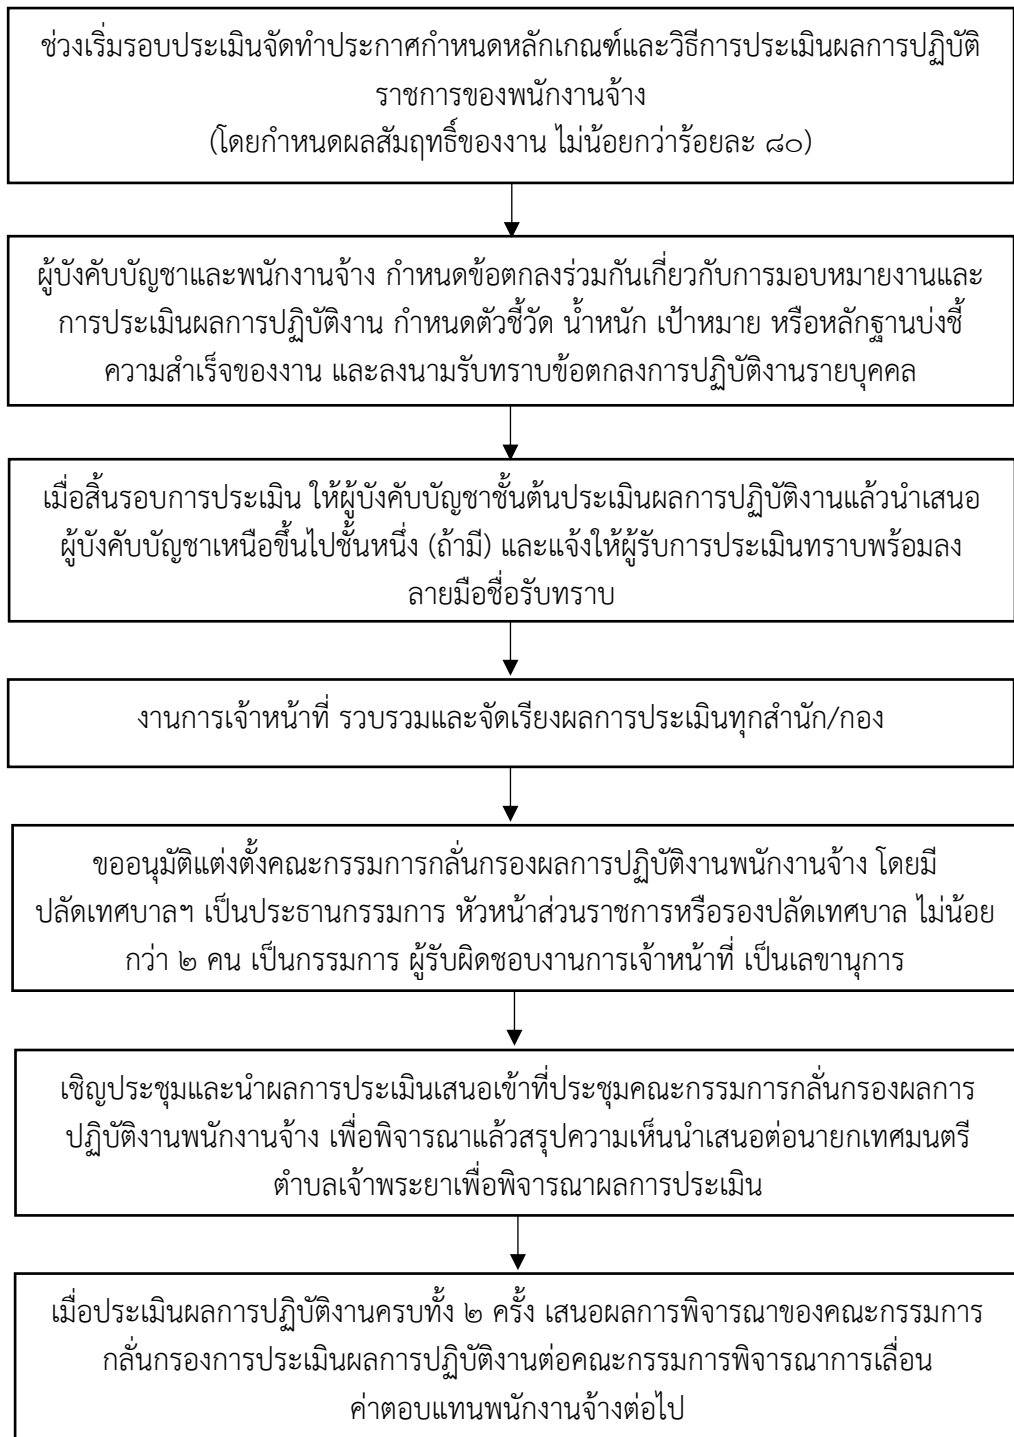 ช่วงเริ่มรอบประเมินจัดทำประกาศกำหนดหลักเกณฑ์และวิธีการประเมินผลการปฏิบัติ
ราชการของพนักงานจ้าง
(โดยกำหนดผลสัมฤทธิ์ของงาน ไม่น้อยกว่าร้อยละ ๘๐)
ผู้บังคับบัญชาและพนักงานจ้าง กำหนดข้อตกลงร่วมกันเกี่ยวกับการมอบหมายงานและ
การประเมินผลการปฏิบัติงาน กำหนดตัวชี้วัด น้ำหนัก เป้าหมาย หรือหลักฐานบ่งชี้
ความสำเร็จของงาน และลงนามรับทราบข้อตกลงการปฏิบัติงานรายบุคคล
เมื่อสิ้นรอบการประเมิน ให้ผู้บังคับบัญชาชั้นต้นประเมินผลการปฏิบัติงานแล้วนำเสนอ
ผู้บังคับบัญชาเหนือขึ้นไปชั้นหนึ่ง (ถ้ามี) และแจ้งให้ผู้รับการประเมินทราบพร้อมลง
ลายมือชื่อรับทราบ
งานการเจ้าหน้าที่ รวบรวมและจัดเรียงผลการประเมินทุกสำนัก/กอง
ขออนุมัติแต่งตั้งคณะกรรมการกลั่นกรองผลการปฏิบัติงานพนักงานจ้าง โดยมี
ปลัดเทศบาลฯ เป็นประธานกรรมการ หัวหน้าส่วนราชการหรือรองปลัดเทศบาล ไม่น้อย
กว่า ๒ คน เป็นกรรมการ ผู้รับผิดชอบงานการเจ้าหน้าที่ เป็นเลขานุการ
เชิญประชุมและนำผลการประเมินเสนอเข้าที่ประชุมคณะกรรมการกลั่นกรองผลการ
ปฏิบัติงานพนักงานจ้าง เพื่อพิจารณาแล้วสรุปความเห็นนำเสนอต่อนายกเทศมนตรี
ตำบลเจ้าพระยาเพื่อพิจารณาผลการประเมิน
เมื่อประเมินผลการปฏิบัติงานครบทั้ง ๒ ครั้ง เสนอผลการพิจารณาของคณะกรรมการ
กลั่นกรองการประเมินผลการปฏิบัติงานต่อคณะกรรมการพิจารณาการเลื่อน
ค่าตอบแทนพนักงานจ้างต่อไป